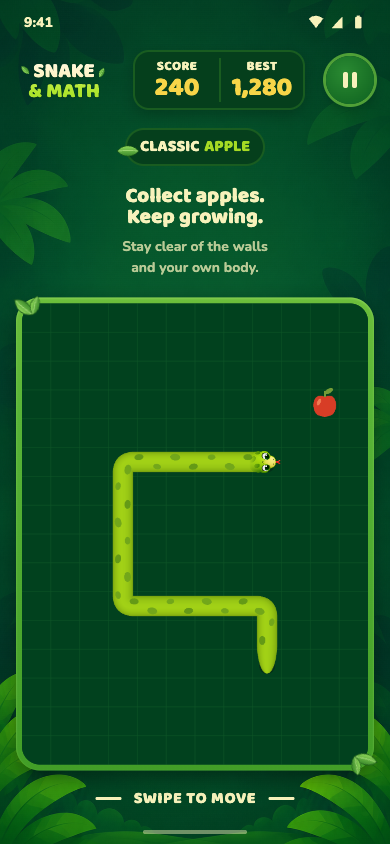 9:41
SNAKE
& MATH
SCORE
240
BEST
1,280
CLASSIC APPLE
Collect apples.
Keep growing.
Stay clear of the walls
and your own body.
SWIPE TO MOVE